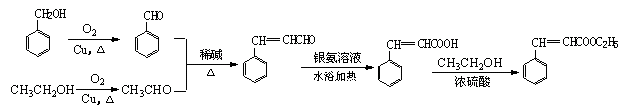 CH₂OH
O₂
Cu, △
CHO
CH₃CH₂OH
O₂
Cu, △
CH₃CHO
稀碱
△
CH=CHCHO
银氨溶液
水浴加热
CH=CHCOOH
CH₃CH₂OH
浓硫酸
CH=CHCOOC₂H₅